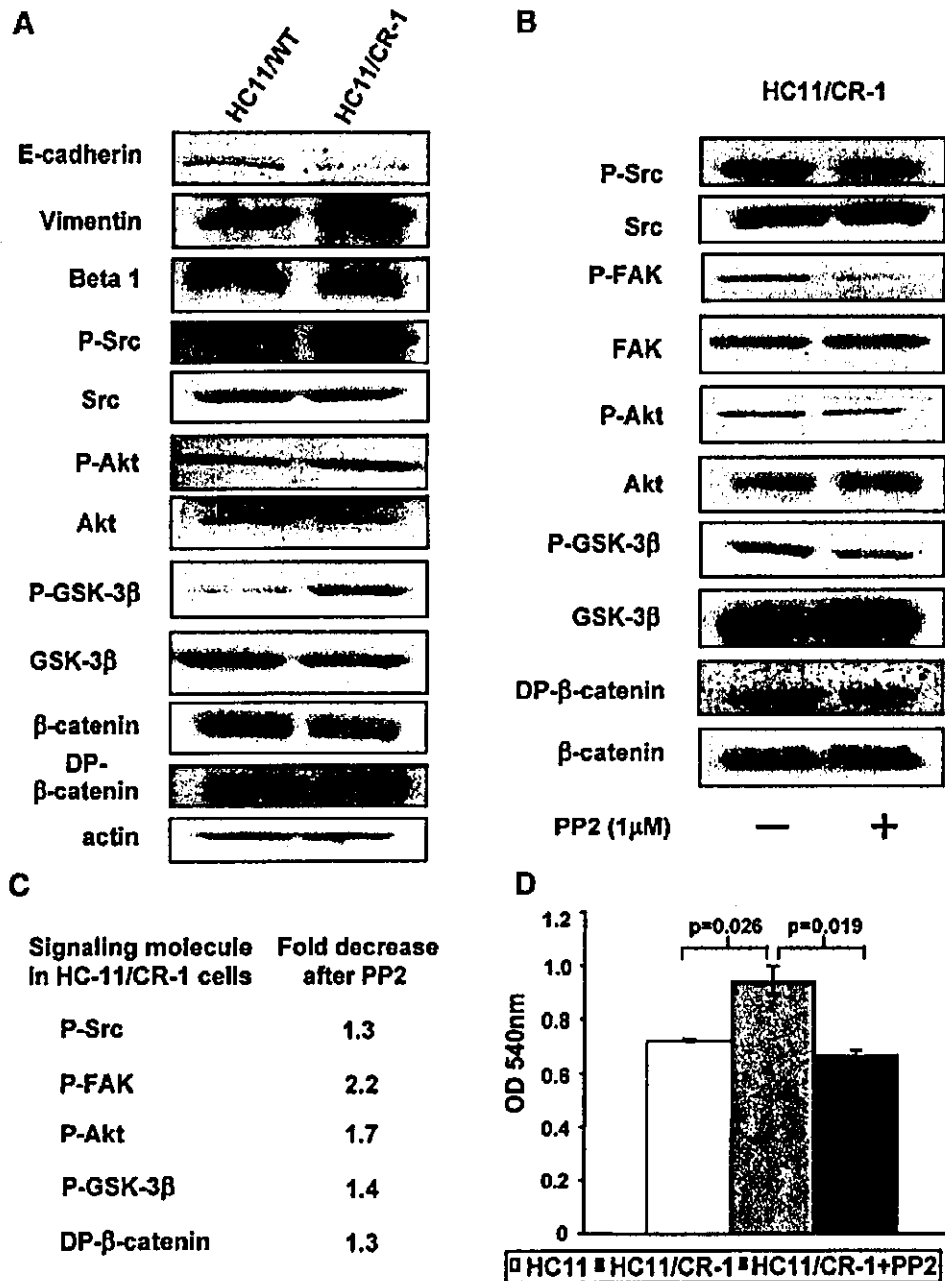 A
HC11/WT
HC11/CR-1
E-cadherin
Vimentin
Beta 1
P-Src
Src
P-Akt
Akt
P-GSK-3β
GSK-3β
β-catenin
DP-
β-catenin
actin
B
HC11/CR-1
P-Src
Src
P-FAK
FAK
P-Akt
Akt
P-GSK-3β
GSK-3β
DP-β-catenin
β-catenin
PP2 (1μM) — +
C
Signaling molecule Fold decrease
in HC-11/CR-1 cells after PP2
P-Src 1.3
P-FAK 2.2
P-Akt 1.7
P-GSK-3β 1.4
DP-β-catenin 1.3
D
p=0.026 p=0.019
OD 540nm
1.2
1.0
0.8
0.6
0.4
0.2
0
HC11 HC11/CR-1 HC11/CR-1+PP2